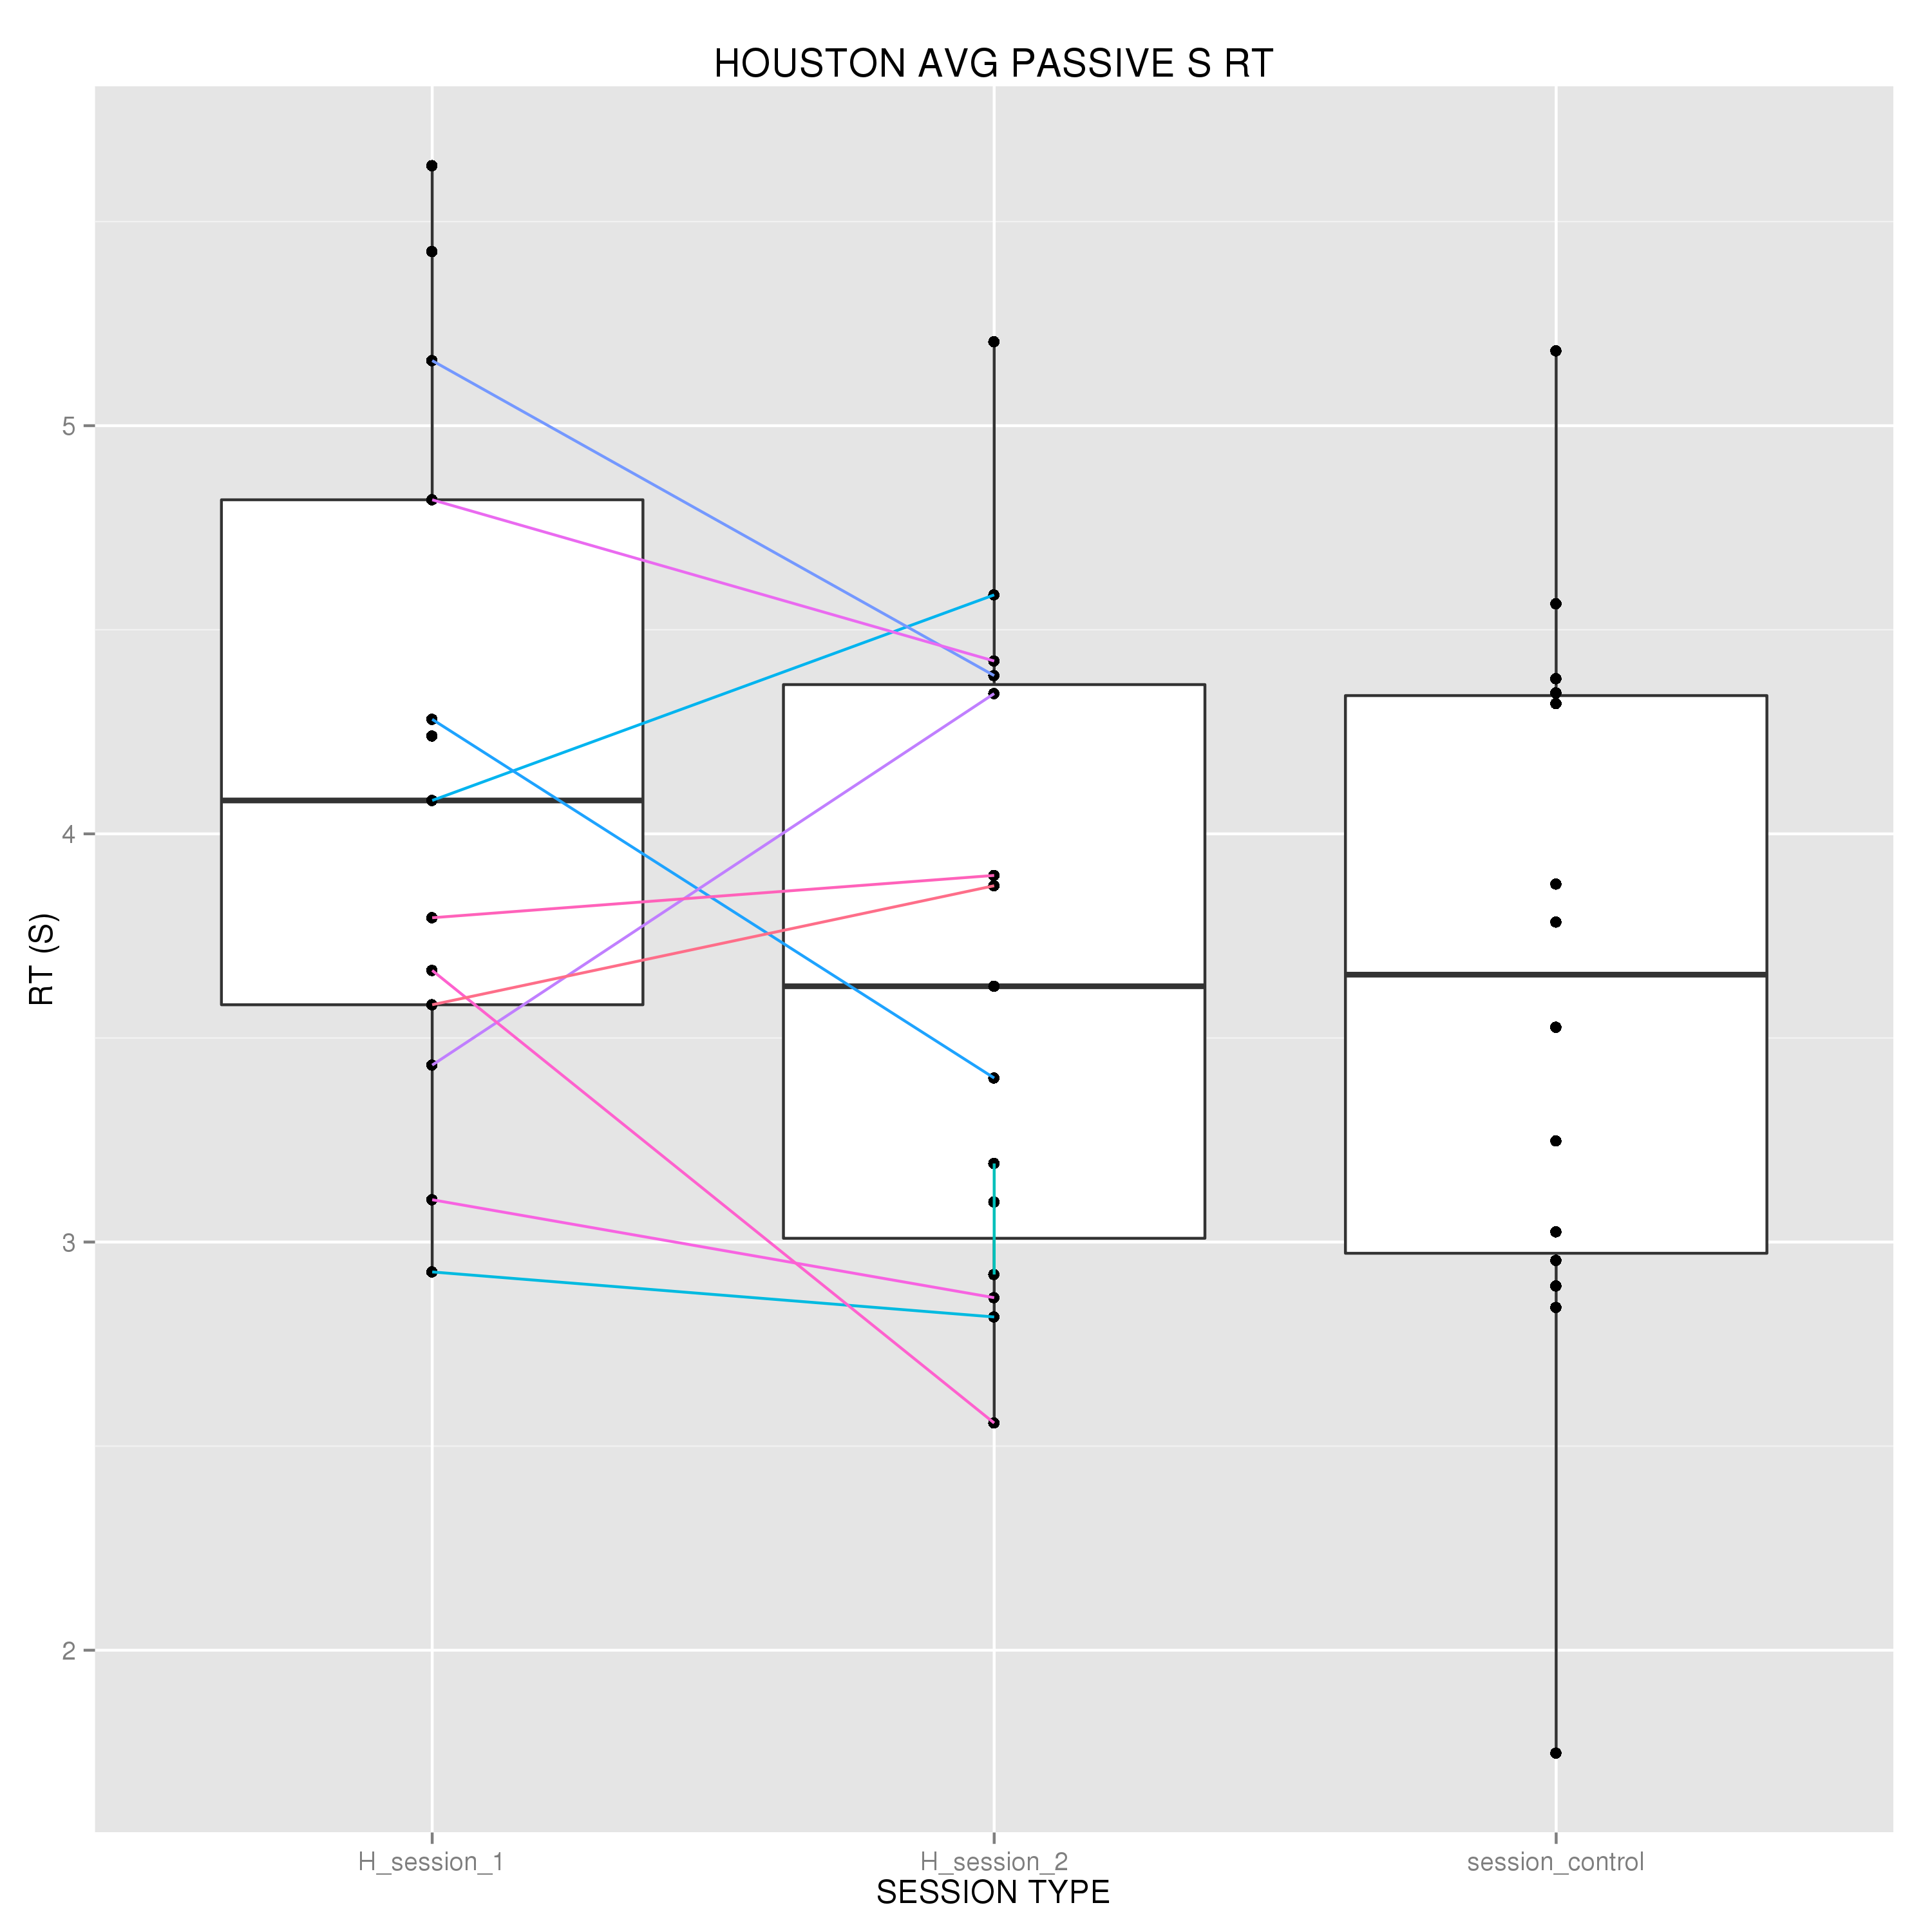 HOUSTON AVG PASSIVE S RT
5
4
3
2
RT (S)
H_session_1
H_session_2
session_control
SESSION TYPE